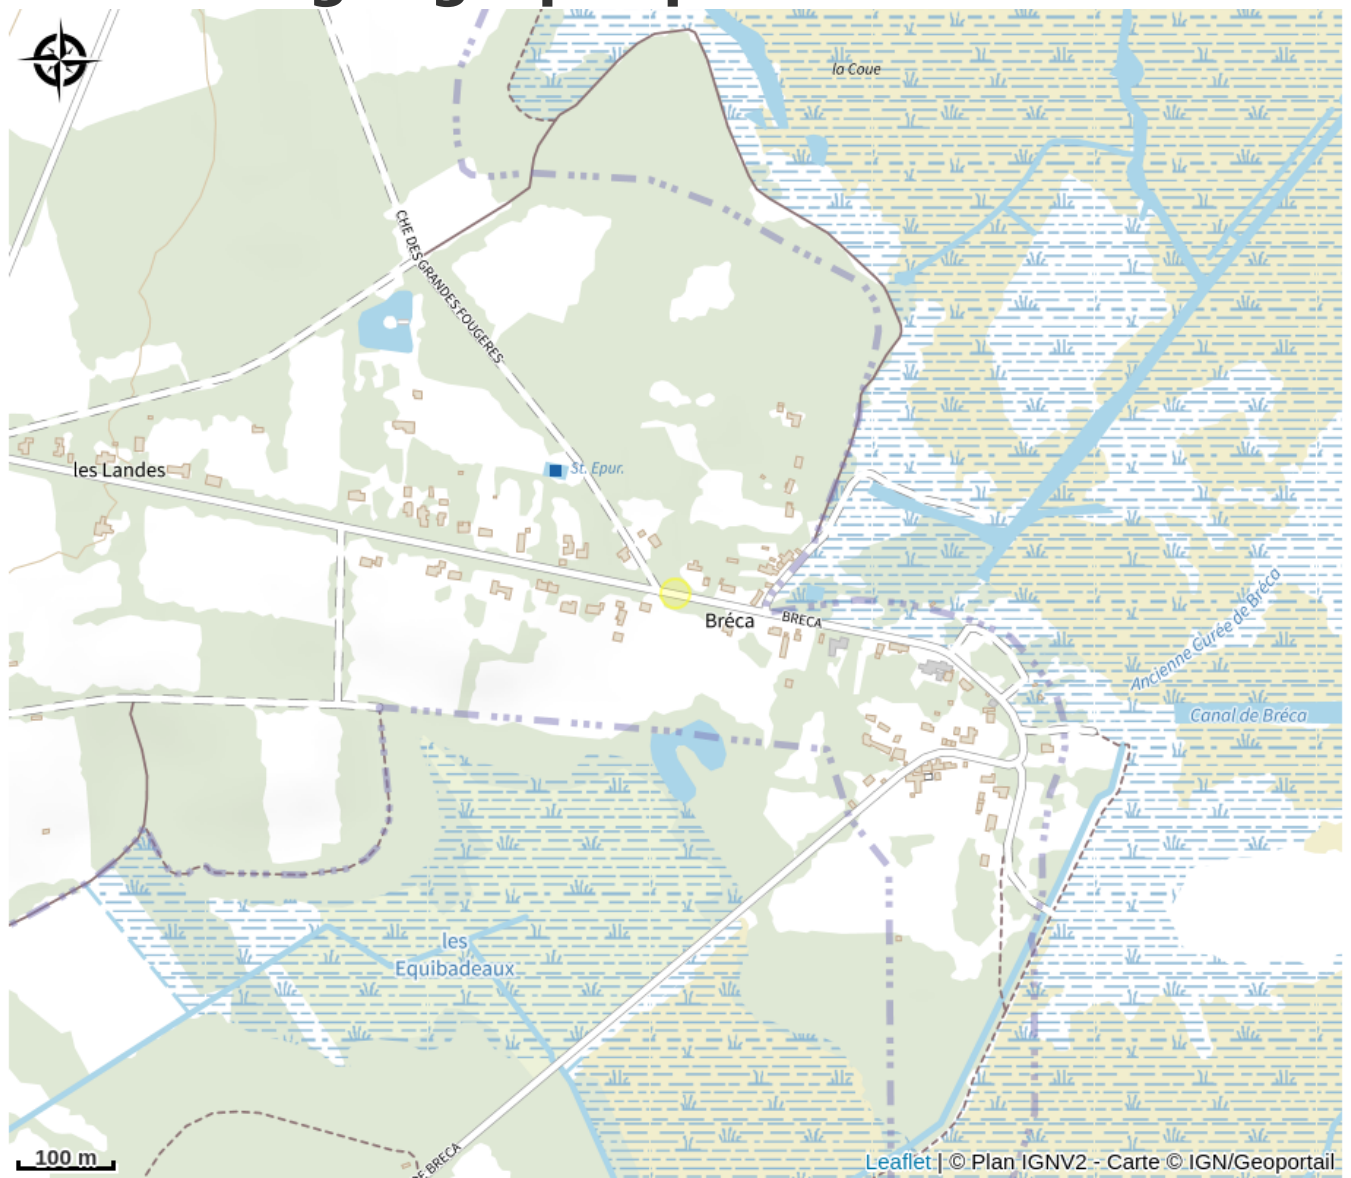 la Coue
CHE DES GRANDES FOUGERES
les Landes
St. Epur.
Bréca
BRECA
Ancienne Curée de Bréca
Canal de Bréca
les
Equibadeaux
DE BRECA
100 m
Leaflet | © Plan IGNV2 - Carte © IGN/Geoportail